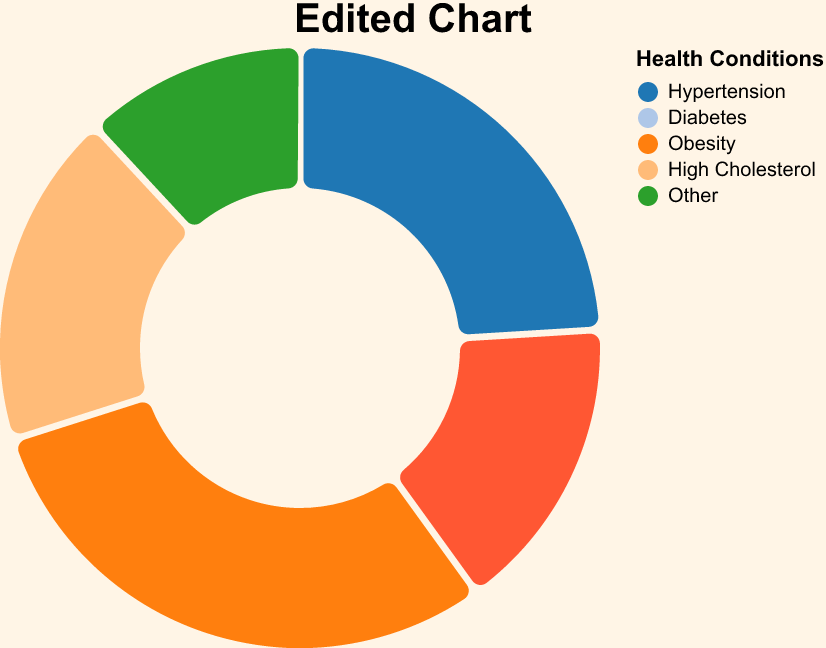 Edited Chart
Health Conditions
Hypertension
Diabetes
Obesity
High Cholesterol
Other